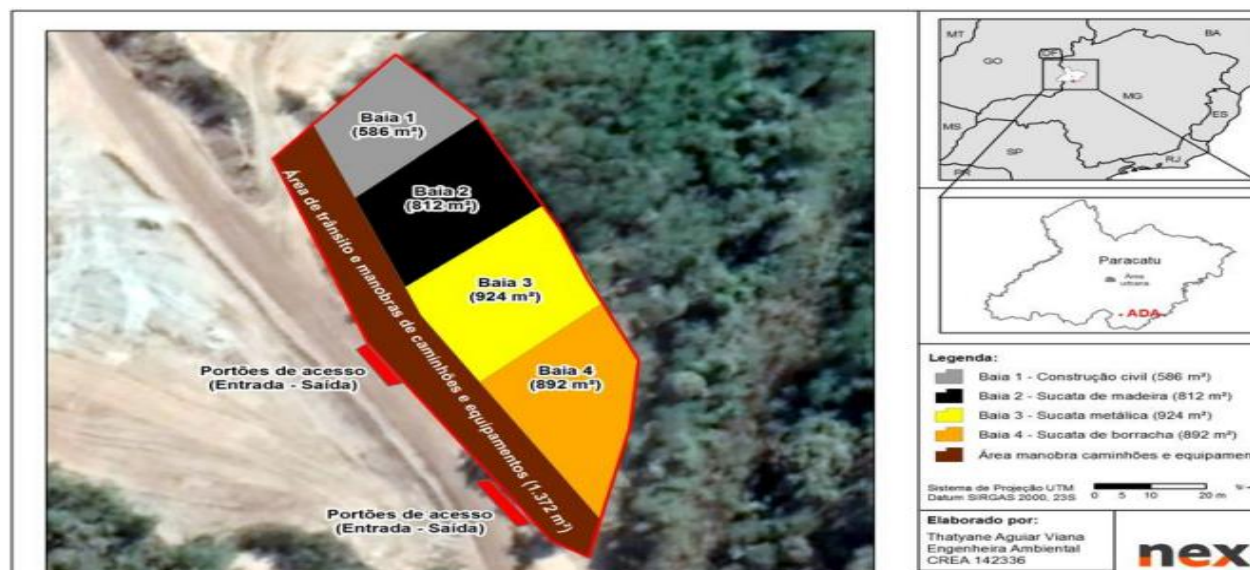 Baia 1
(586 m²)
Baia 2
(812 m²)
Baia 3
(924 m²)
Baia 4
(892 m²)
Área de trânsito e manobras de caminhões e equipamentos (1.372 m²)
Portões de acesso
(Entrada - Saída)
Portões de acesso
(Entrada - Saída)
MT
GO
DF
BA
MG
ES
MS
SP
RJ
PR
Paracatu
Área
urbana
ADA
Legenda:
Baia 1 - Construção civil (586 m²)
Baia 2 - Sucata de madeira (812 m²)
Baia 3 - Sucata metálica (924 m²)
Baia 4 - Sucata de borracha (892 m²)
Área manobra caminhões e equipamen
Sistema de Projeção UTM
Datum SIRGAS 2000, 23S
0 5 10 20 m
Elaborado por:
Thatyane Aguiar Viana
Engenheira Ambiental
CREA 142336
nex